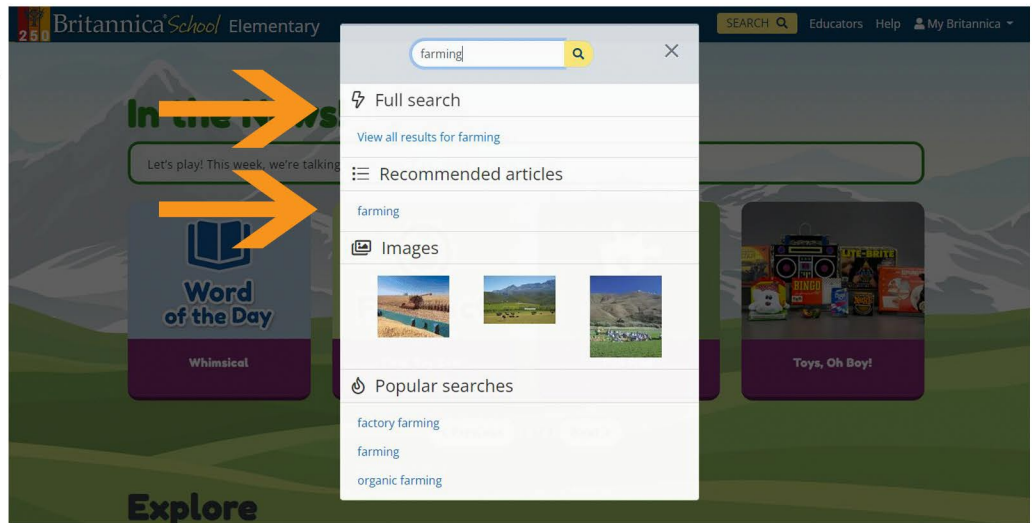 250
Britannica School Elementary
SEARCH
Educators
Help
My Britannica
farming
Full search
View all results for farming
Recommended articles
farming
Images
Popular searches
factory farming
farming
organic farming
In the News
Let's play! This week, we're talking
Word
of the Day
Whimsical
LITE-BRITE
BINGO
Toys, Oh Boy!
Explore